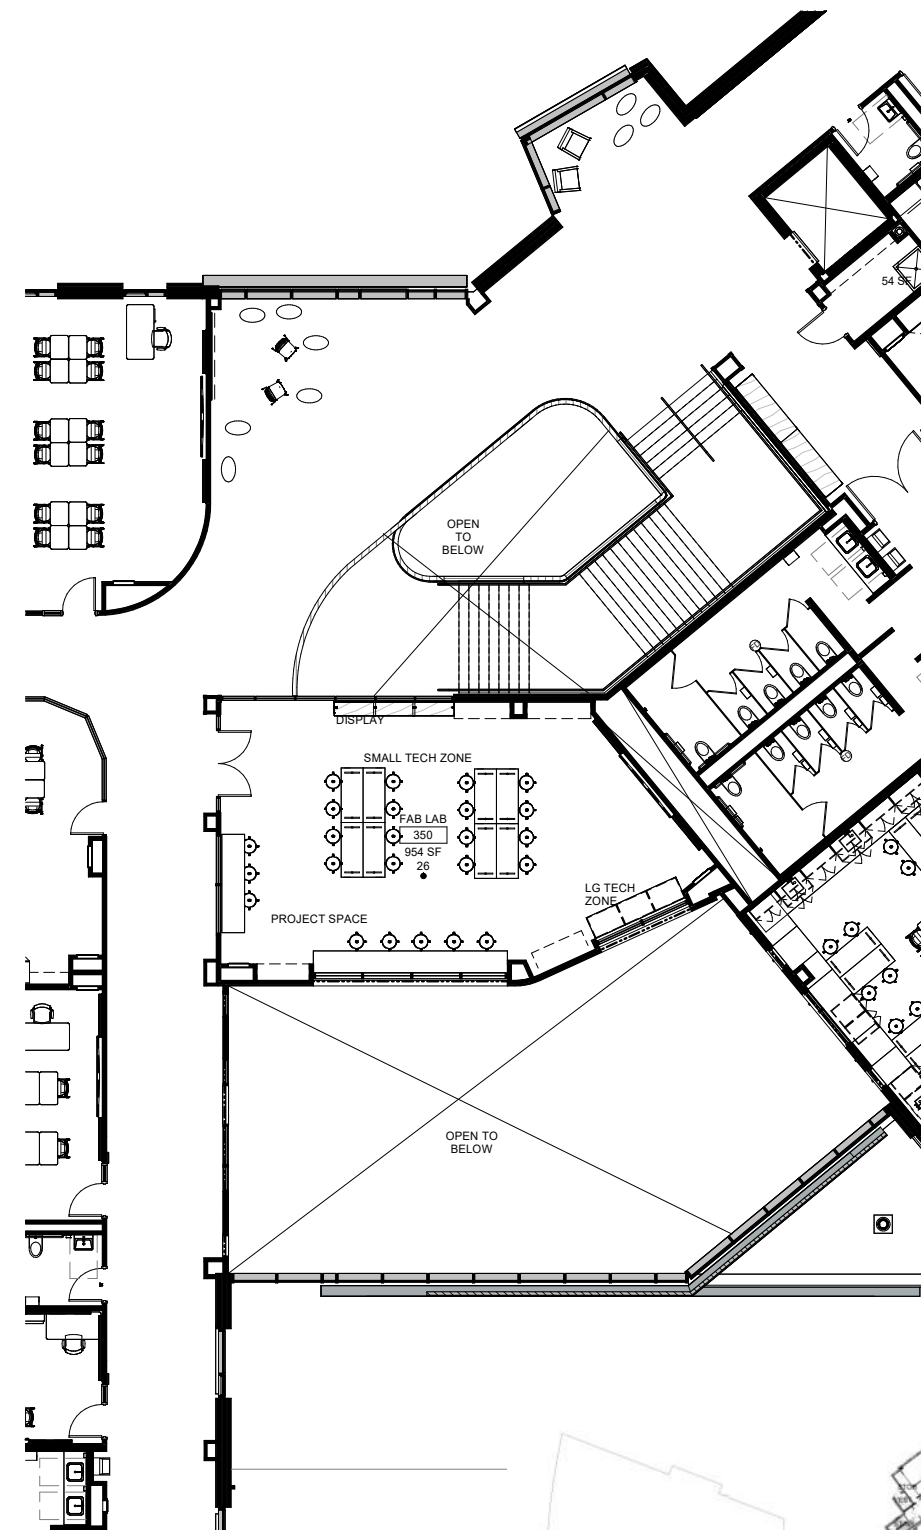 54 SF
OPEN
TO
BELOW
DISPLAY
SMALL TECH ZONE
FAB LAB
350
954 SF
26
LG TECH
ZONE
PROJECT SPACE
OPEN TO
BELOW